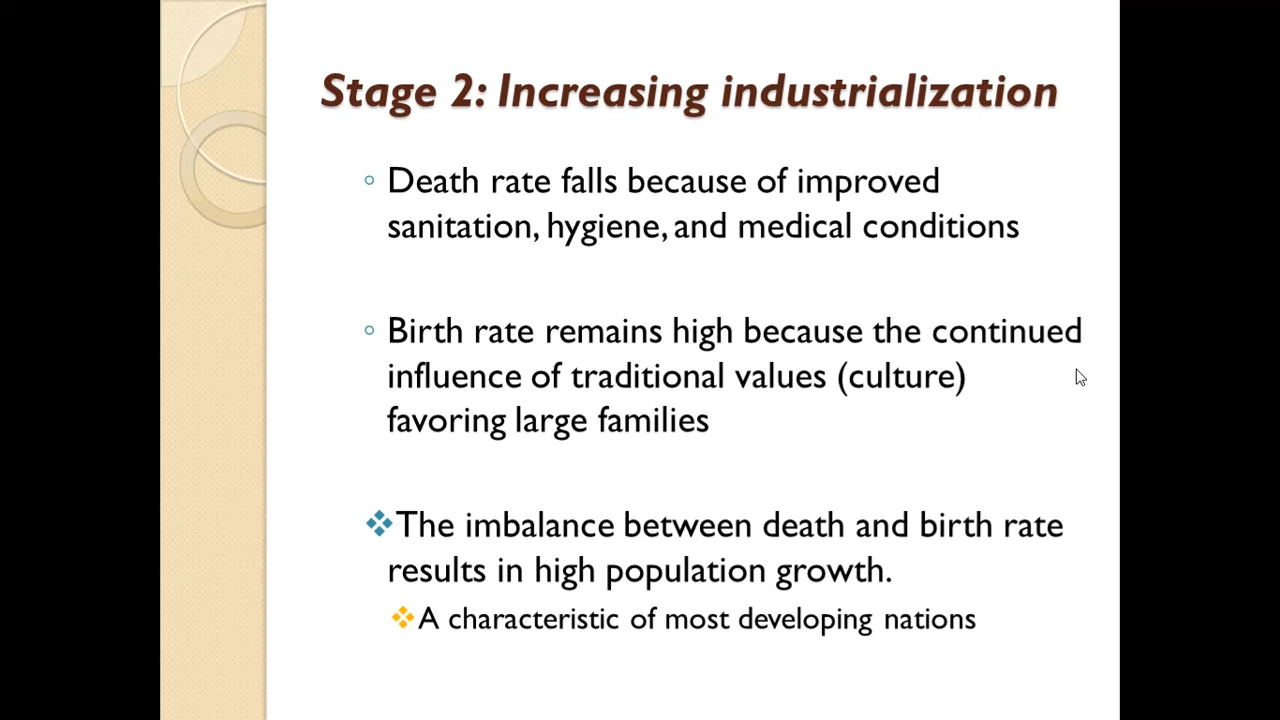 Stage 2: Increasing industrialization
Death rate falls because of improved
sanitation, hygiene, and medical conditions
Birth rate remains high because the continued
influence of traditional values (culture)
favoring large families
The imbalance between death and birth rate
results in high population growth.
A characteristic of most developing nations